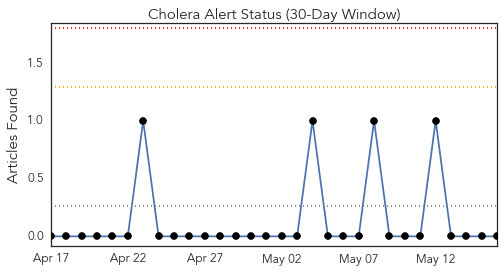 Cholera Alert Status (30-Day Window)
Articles Found
1.5
1.0
0.5
0.0
Apr 17
Apr 22
Apr 27
May 02
May 07
May 12